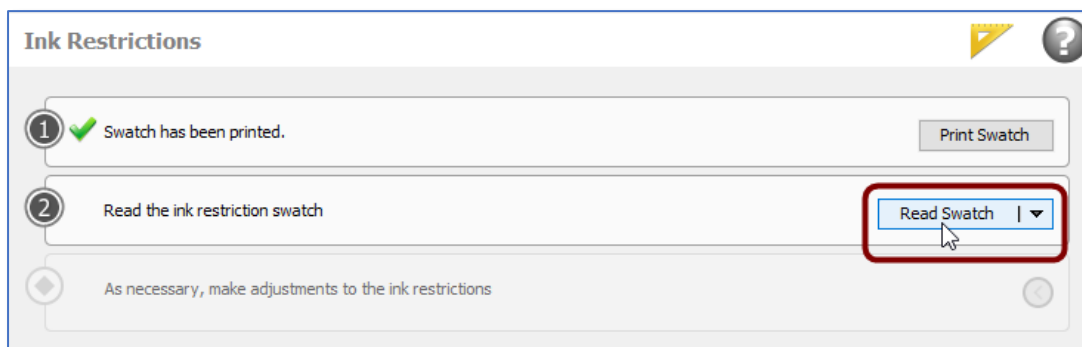 Ink Restrictions
?
1
Swatch has been printed.
Print Swatch
2
Read the ink restriction swatch
Read Swatch
As necessary, make adjustments to the ink restrictions